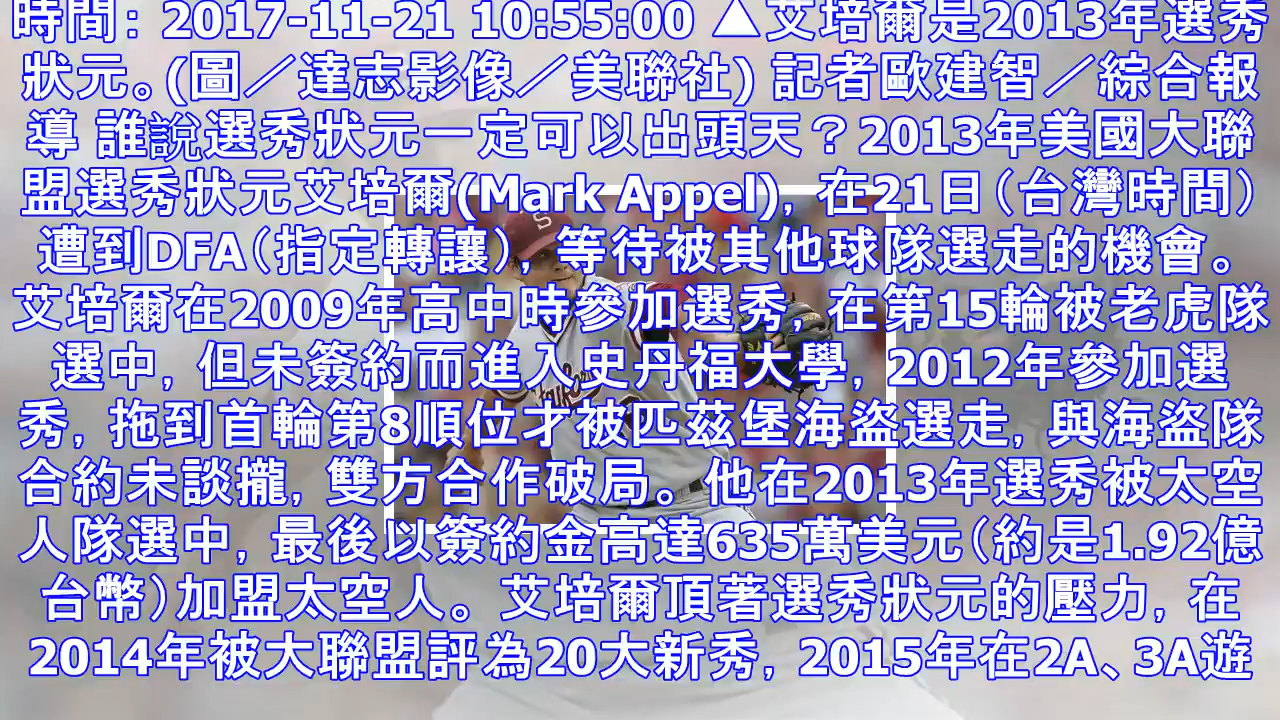 時間: 2017-11-21 10:55:00 ▲艾培爾是2013年選秀
狀元。(圖／達志影像／美聯社) 記者歐建智／綜合報
導 誰說選秀狀元一定可以出頭天？2013年美國大聯
盟選秀狀元艾培爾(Mark Appel)，在21日（台灣時間）
遭到DFA（指定轉讓），等待被其他球隊選走的機會。
艾培爾在2009年高中時參加選秀，在第15輪被老虎隊
選中，但未簽約而進入史丹福大學，2012年參加選
秀，拖到首輪第8順位才被匹茲堡海盜選走，與海盜隊
合約未談攏，雙方合作破局。他在2013年選秀被太空
人隊選中，最後以簽約金高達635萬美元（約是1.92億
台幣）加盟太空人。 艾培爾頂著選秀狀元的壓力，在
2014年被大聯盟評為20大新秀，2015年在2A、3A遊
S